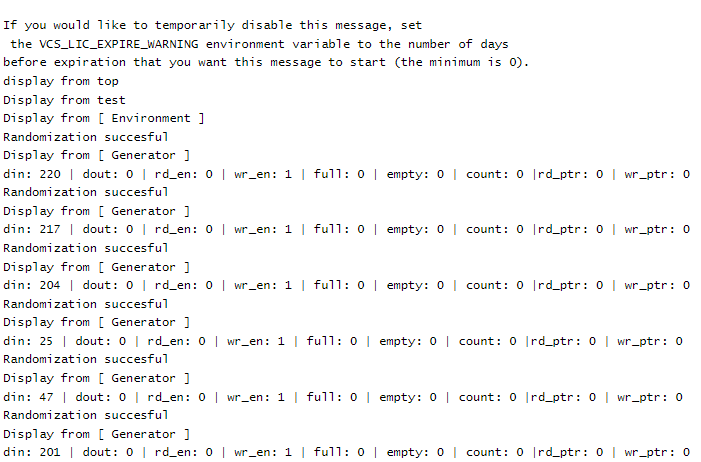 If you would like to temporarily disable this message, set
the VCS_LIC_EXPIRE_WARNING environment variable to the number of days
before expiration that you want this message to start (the minimum is 0).
display from top
Display from test
Display from [ Environment ]
Randomization succesful
Display from [ Generator ]
din: 220 | dout: 0 | rd_en: 0 | wr_en: 1 | full: 0 | empty: 0 | count: 0 |rd_ptr: 0 | wr_ptr: 0
Randomization succesful
Display from [ Generator ]
din: 217 | dout: 0 | rd_en: 0 | wr_en: 1 | full: 0 | empty: 0 | count: 0 |rd_ptr: 0 | wr_ptr: 0
Randomization succesful
Display from [ Generator ]
din: 204 | dout: 0 | rd_en: 0 | wr_en: 1 | full: 0 | empty: 0 | count: 0 |rd_ptr: 0 | wr_ptr: 0
Randomization succesful
Display from [ Generator ]
din: 25 | dout: 0 | rd_en: 0 | wr_en: 1 | full: 0 | empty: 0 | count: 0 |rd_ptr: 0 | wr_ptr: 0
Randomization succesful
Display from [ Generator ]
din: 47 | dout: 0 | rd_en: 0 | wr_en: 1 | full: 0 | empty: 0 | count: 0 |rd_ptr: 0 | wr_ptr: 0
Randomization succesful
Display from [ Generator ]
din: 201 | dout: 0 | rd_en: 0 | wr_en: 1 | full: 0 | empty: 0 | count: 0 |rd_ptr: 0 | wr_ptr: 0